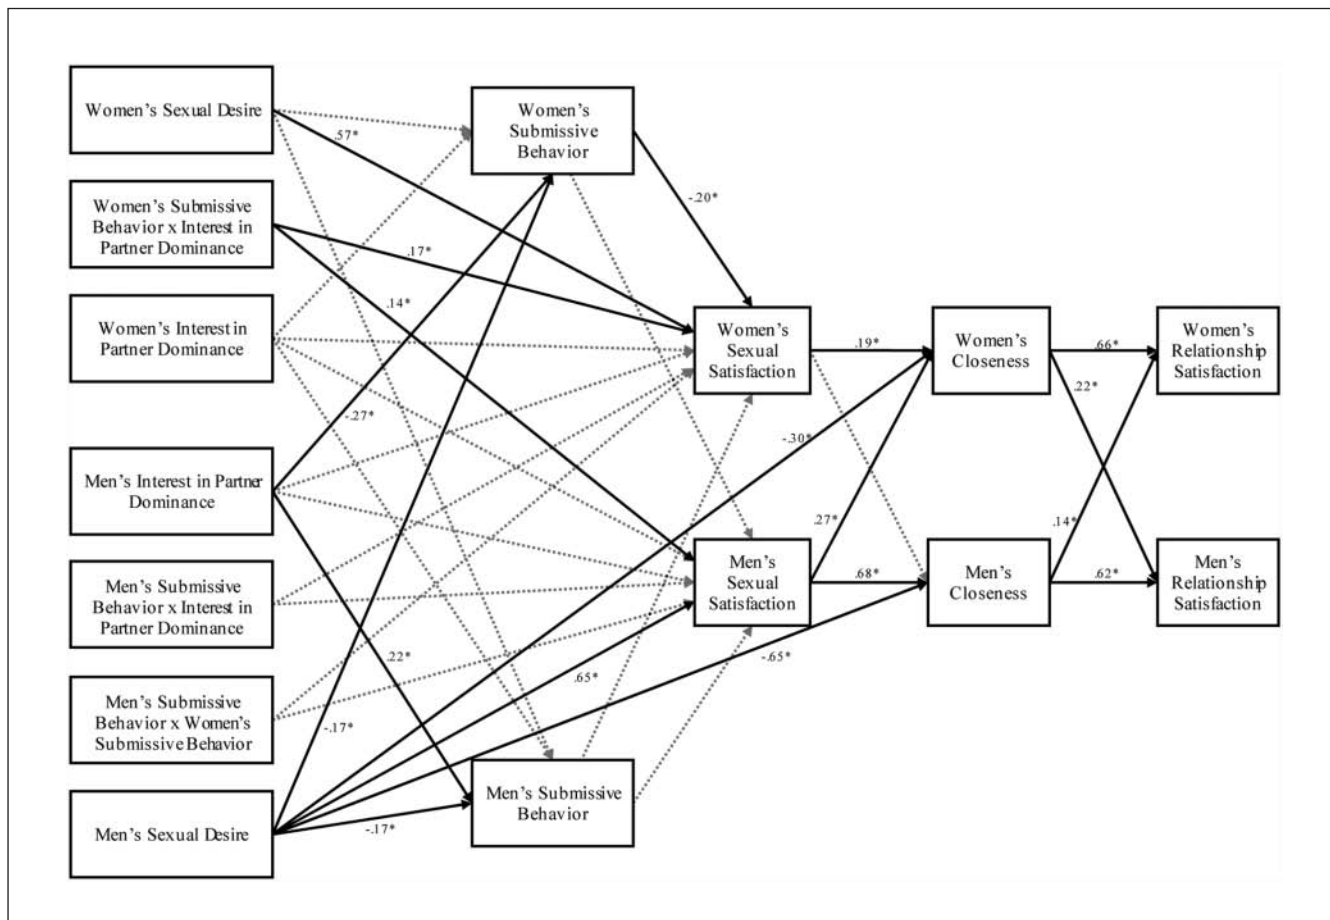 Women's Sexual Desire
Women's Submissive
Behavior x Interest in
Partner Dominance
Women's Interest in
Partner Dominance
Men's Interest in Partner
Dominance
Men's Submissive
Behavior x Interest in
Partner Dominance
Men's Submissive
Behavior x Women's
Submissive Behavior
Men's Sexual Desire
Women's
Submissive
Behavior
Men's Submissive
Behavior
.57*
.17*
.14*
-.27*
.22*
-.17*
-.17*
.65*
-.20*
-.30*
-.65*
Women's
Sexual
Satisfaction
Men's
Sexual
Satisfaction
.19*
.27*
.68*
Women's
Closeness
Men's
Closeness
.66*
.22*
.14*
.62*
Women's
Relationship
Satisfaction
Men's
Relationship
Satisfaction